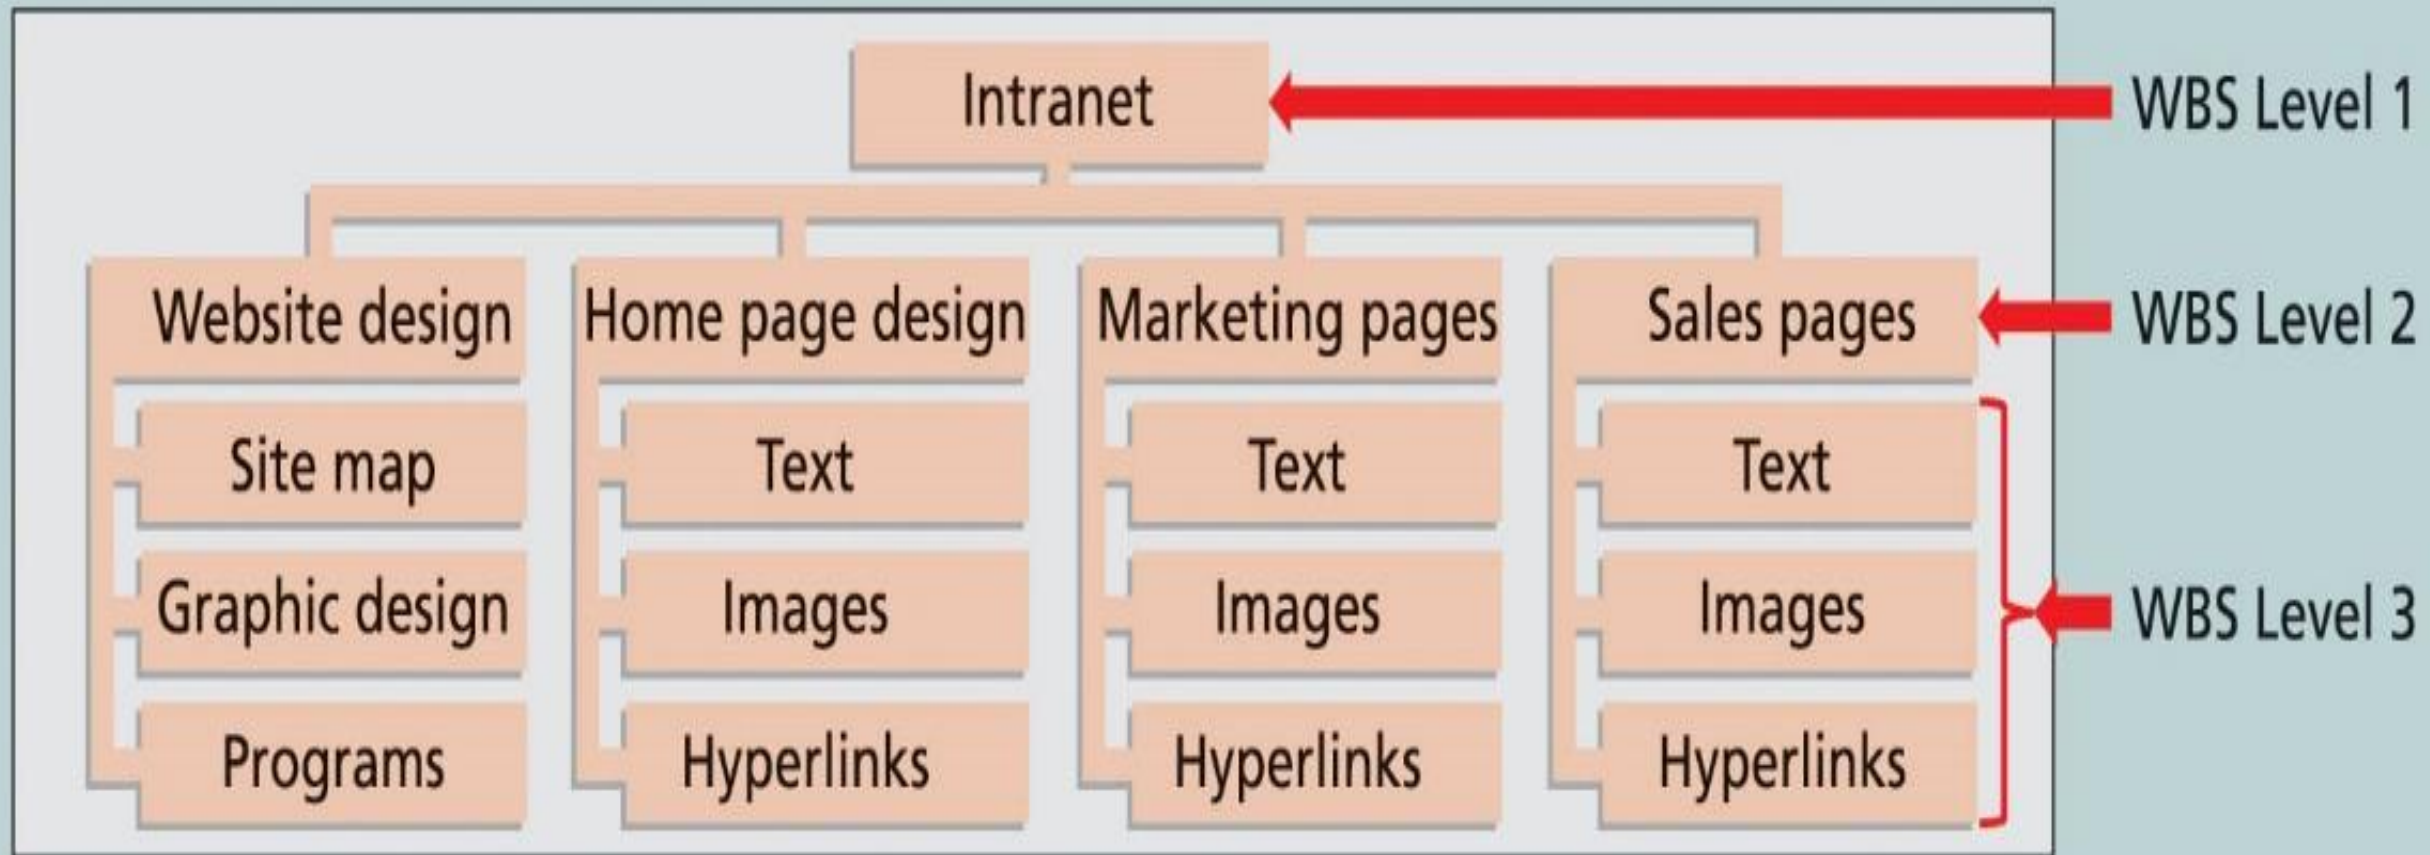 Intranet
WBS Level 1
Website design
Home page design
Marketing pages
Sales pages
WBS Level 2
Site map
Text
Text
Text
Graphic design
Images
Images
Images
WBS Level 3
Programs
Hyperlinks
Hyperlinks
Hyperlinks